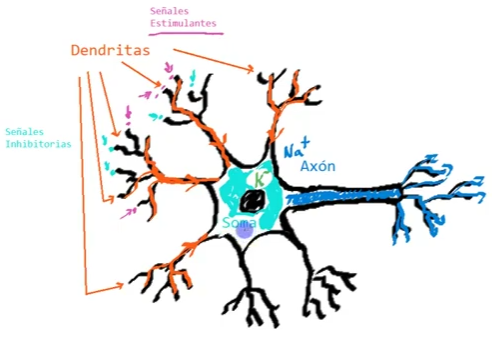 Señales
Estimulantes
Dendritas
Señales
Inhibitorias
Na+
Axón
K
Soma